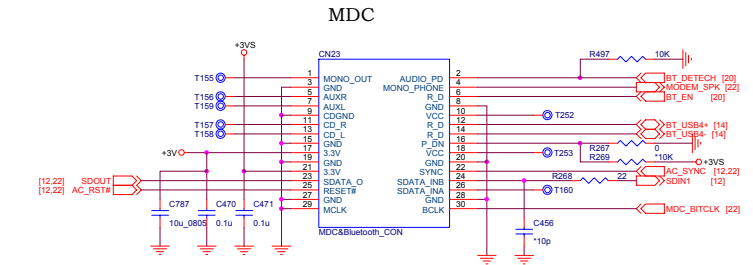 MDC
+3VS
CN23
R497 10K
T155 1 MONO_OUT AUDIO_PD 2 BT_DETECH [20]
3 GND MONO_PHONE 4 MODEM_SPK [22]
T156 5 AUXR R_D 6 BT_EN [20]
T159 7 AUXL GND 8
9 CDGND VCC 10 T252
T157 11 CD_R R_D 12 BT_USB4+ [14]
T158 13 CD_L R_D 14 BT_USB4- [14]
15 GND P_DN 16 R267 0
+3V 17 3.3V VCC 18 T253
19 GND GND 20 R269 *10K +3VS
21 3.3V SYNC 22 AC_SYNC [12,22]
[12,22] SDOUT 23 SDATA_O SDATA_INB 24 R268 22 SDIN1 [12]
[12,22] AC_RST# 25 RESET# SDATA_INA 26 T160
27 GND GND 28
29 MCLK BCLK 30 MDC_BITCLK [22]
C787 C470 C471
10u_0805 0.1u 0.1u
C456
*10p
MDC&Bluetooth_CON